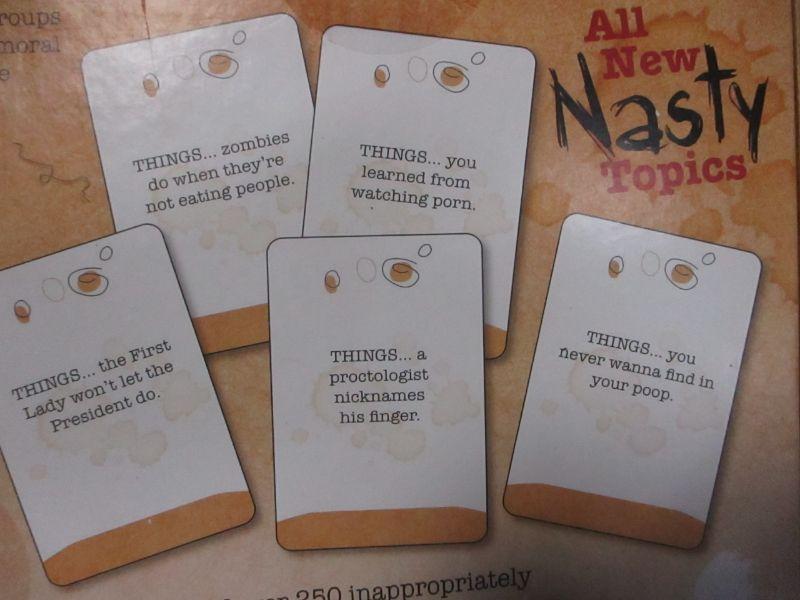 roups
moral
e
All
New
Nasty
Topics
THINGS... zombies
do when they're
not eating people.
THINGS... you
learned from
watching porn.
THINGS... the First
Lady won't let the
President do.
THINGS... a
proctologist
nicknames
his finger.
THINGS... you
never wanna find in
your poop.
250 inappropriately